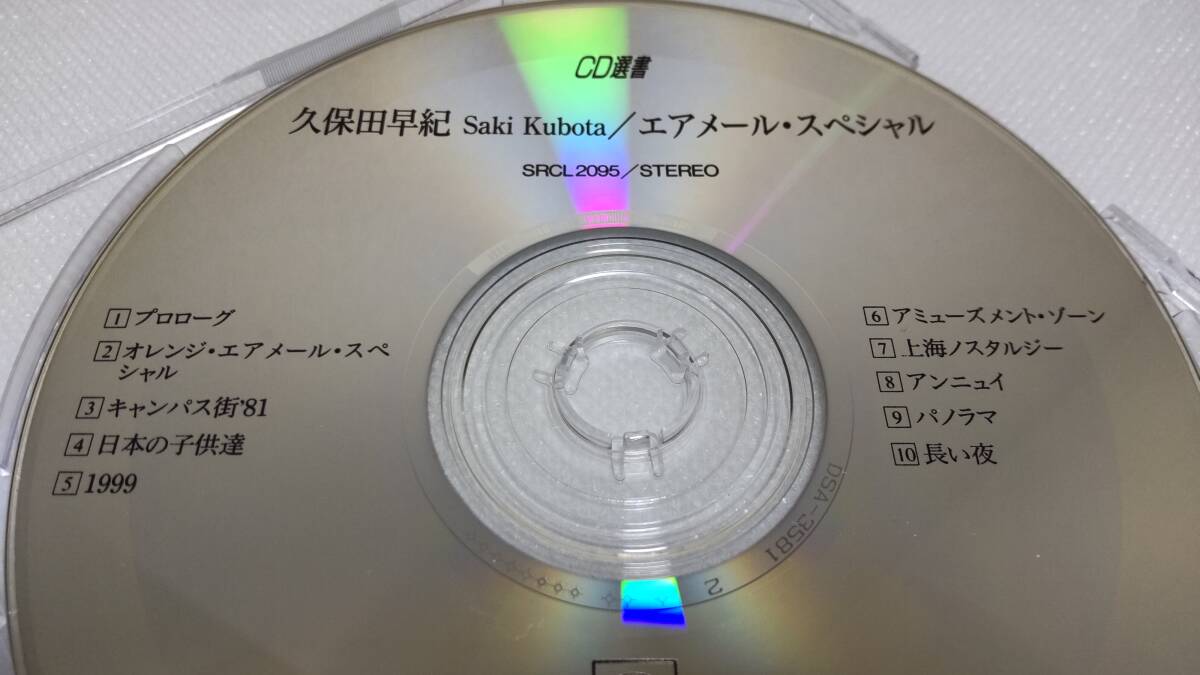 CD選書
久保田早紀 Saki Kubota／エアメール・スペシャル
SRCL 2095／STEREO
1 プロローグ
2 オレンジ・エアメール・スペ
シャル
3 キャンパス街'81
4 日本の子供達
5 1999
6 アミューズメント・ゾーン
7 上海ノスタルジー
8 アンニュイ
9 パノラマ
10 長い夜
DSA-3581 2